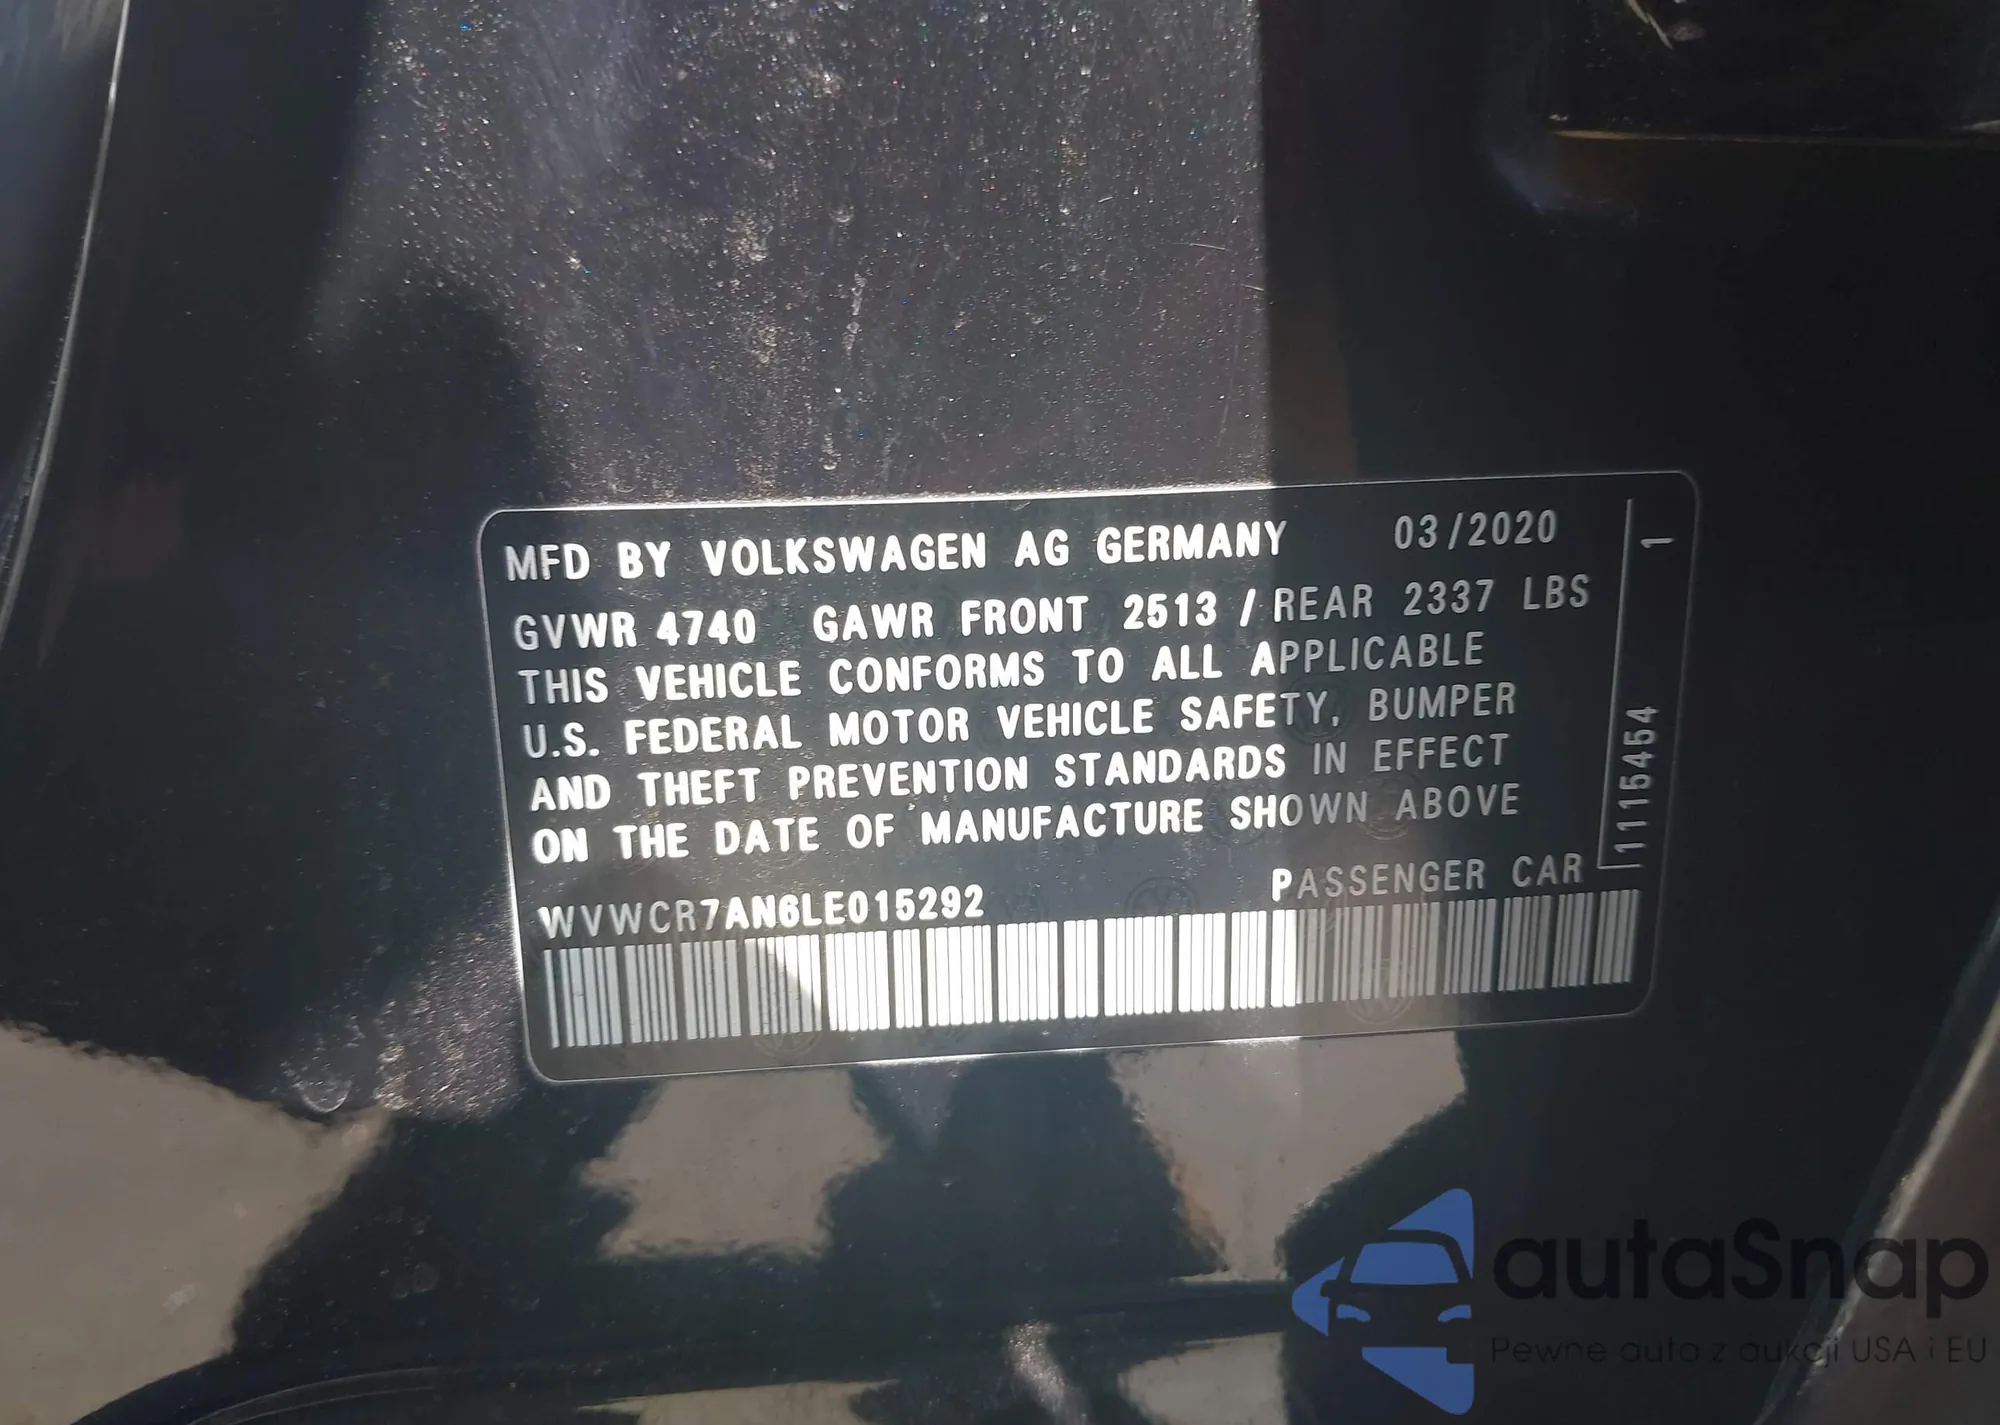 MFD BY VOLKSWAGEN AG GERMANY 03/2020
GVWR 4740 GAWR FRONT 2513 / REAR 2337 LBS
THIS VEHICLE CONFORMS TO ALL APPLICABLE
U.S. FEDERAL MOTOR VEHICLE SAFETY, BUMPER
AND THEFT PREVENTION STANDARDS IN EFFECT
ON THE DATE OF MANUFACTURE SHOWN ABOVE
WVWCR7AN6LE015292 PASSENGER CAR
1115454 1
autaSnap
Pewne auta z aukcji USA i EU